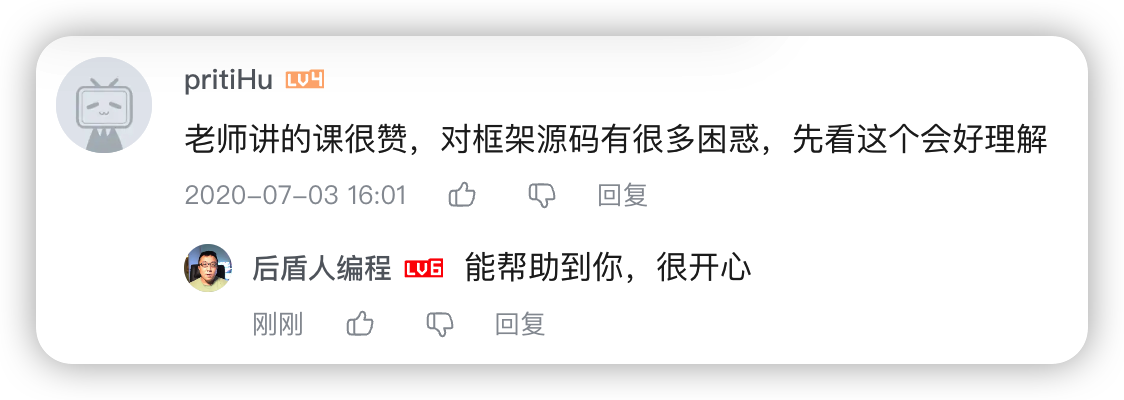 pritiHu LV4
老师讲的课很赞，对框架源码有很多困惑，先看这个会好理解
2020-07-03 16:01 回复
后盾人编程 LV6 能帮助到你，很开心
刚刚 回复